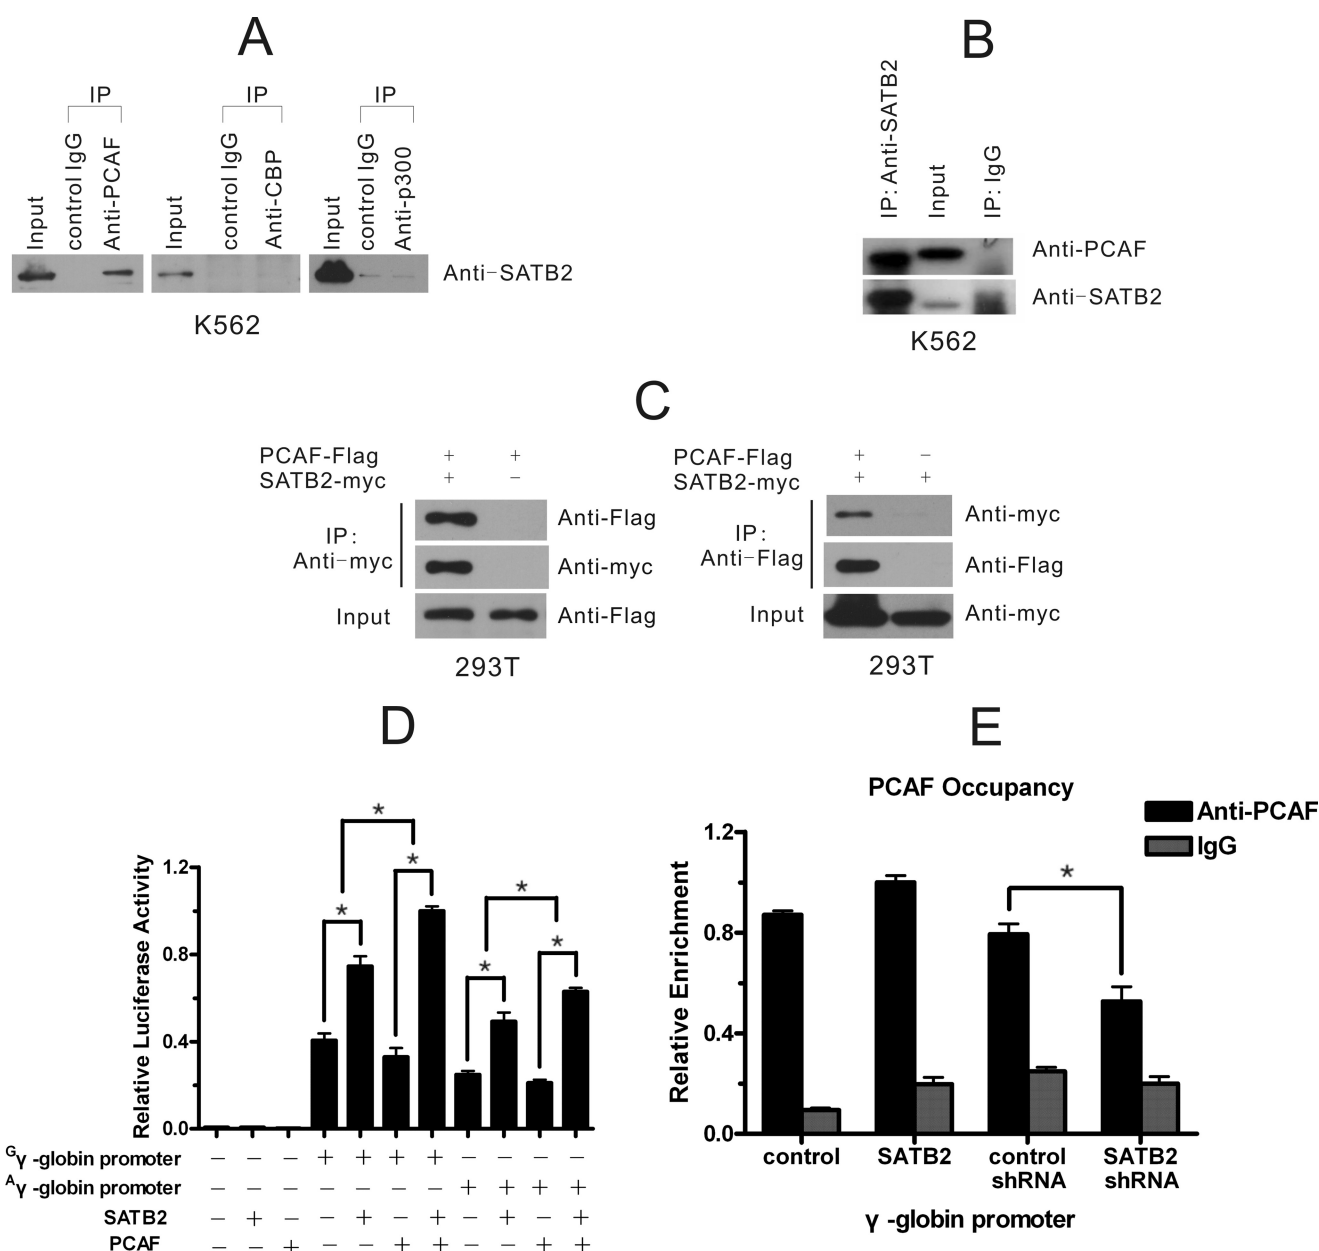 A
IP
IP
IP
Input
control IgG
Anti-PCAF
Input
control IgG
Anti-CBP
Input
control IgG
Anti-p300
Anti-SATB2
K562
B
IP: Anti-SATB2
Input
IP: IgG
Anti-PCAF
Anti-SATB2
K562
C
PCAF-Flag + +
SATB2-myc + −
IP:
Anti-myc
Anti-Flag
Anti-myc
Input
Anti-Flag
293T
PCAF-Flag + −
SATB2-myc + +
IP:
Anti-Flag
Anti-myc
Anti-Flag
Input
Anti-myc
293T
D
Relative Luciferase Activity
1.2
0.8
0.4
0.0
* * * * * *
Gγ -globin promoter − − − + + + + − − − −
Aγ -globin promoter − − − − − − − + + + +
SATB2 − + − − + − + − + − +
PCAF − − + − − + + − − + +
E
PCAF Occupancy
Anti-PCAF
IgG
Relative Enrichment
1.2
0.8
0.4
0.0
*
control
SATB2
control
shRNA
SATB2
shRNA
γ -globin promoter